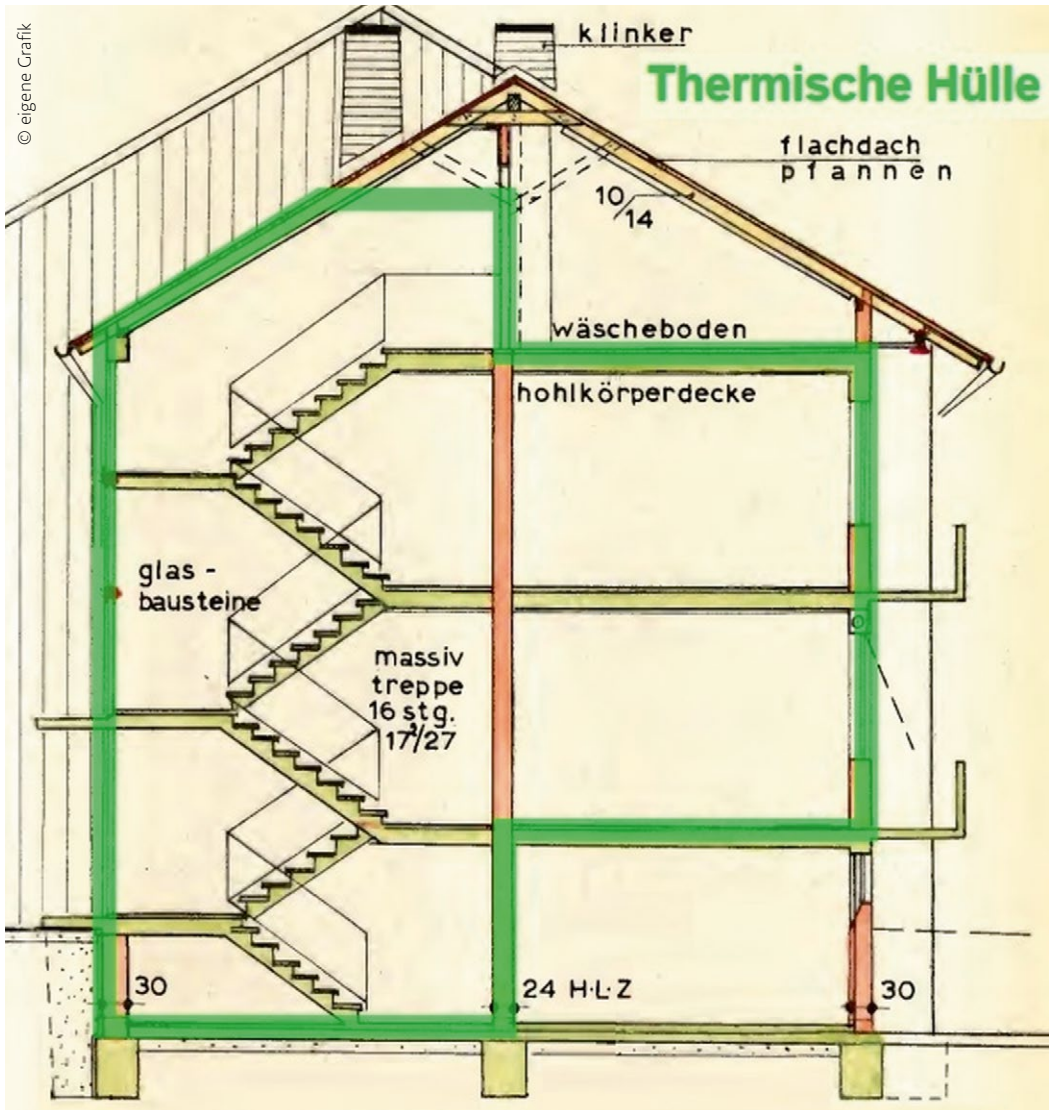 © eigene Grafik
klinker
Thermische Hülle
flachdach
pfannen
10/14
wäscheboden
hohlkörperdecke
glas-
bausteine
massiv
treppe
16 stg.
17²/27
30
24 H·L·Z
30